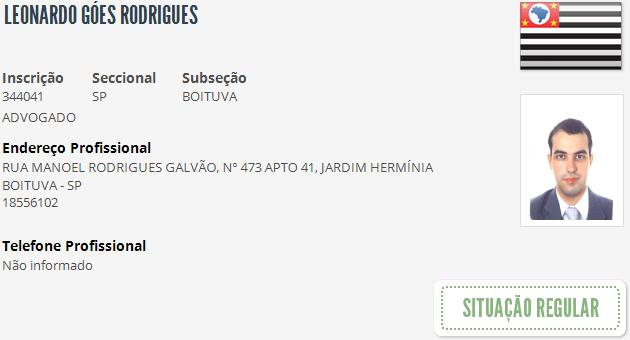 LEONARDO GÓES RODRIGUES
Inscrição Seccional Subseção
344041 SP BOITUVA
ADVOGADO
Endereço Profissional
RUA MANOEL RODRIGUES GALVÃO, Nº 473 APTO 41, JARDIM HERMÍNIA
BOITUVA - SP
18556102
Telefone Profissional
Não informado
SITUAÇÃO REGULAR